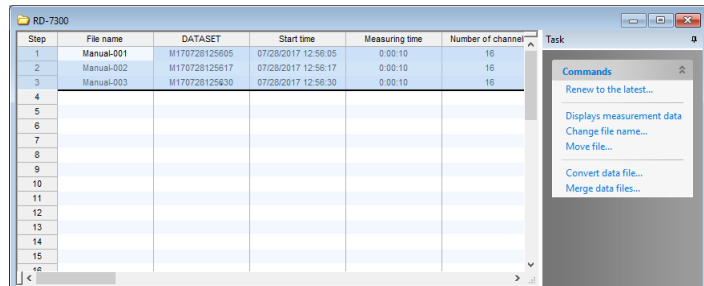 RD-7300
Step File name DATASET Start time Measuring time Number of channel
1 Manual-001 M170728125605 07/28/2017 12:56:05 0:00:10 16
2 Manual-002 M170728125617 07/28/2017 12:56:17 0:00:10 16
3 Manual-003 M170728125630 07/28/2017 12:56:30 0:00:10 16
4
5
6
7
8
9
10
11
12
13
14
15
16
Task
Commands
Renew to the latest...
Displays measurement data
Change file name...
Move file...
Convert data file...
Merge data files...